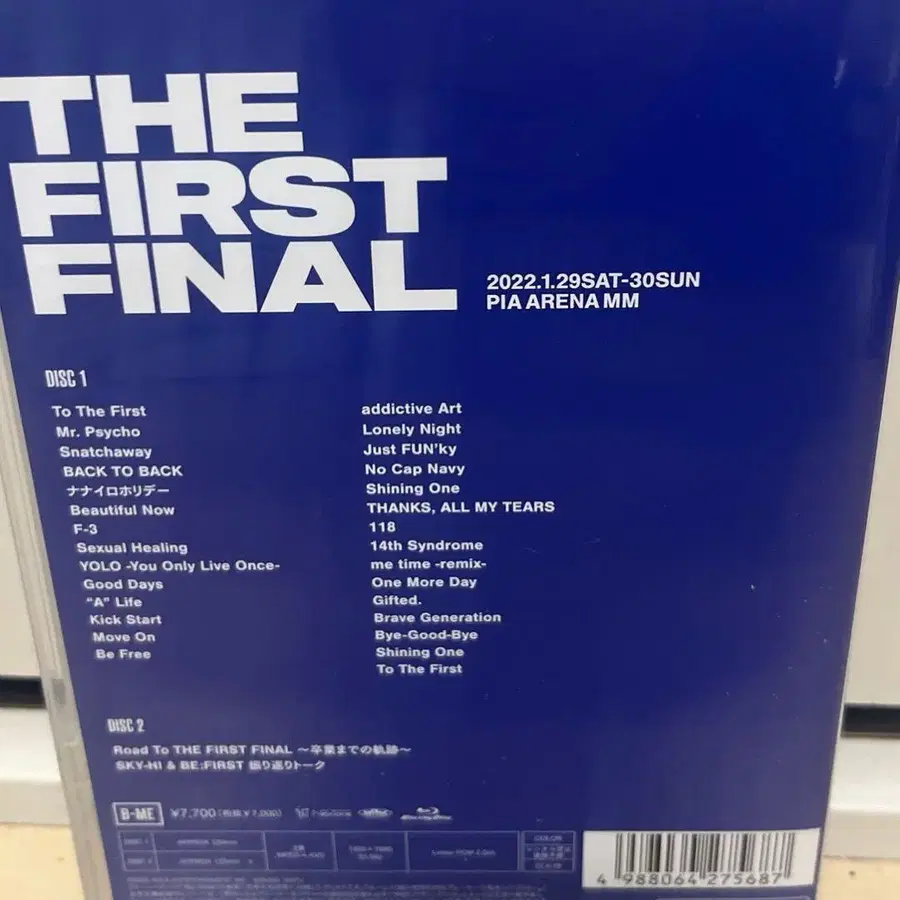 THE
FIRST
FINAL
2022.1.29SAT-30SUN
PIA ARENA MM
DISC 1
To The First
Mr. Psycho
Snatchaway
BACK TO BACK
ナナイロホリデー
Beautiful Now
F-3
Sexual Healing
YOLO -You Only Live Once-
Good Days
“A” Life
Kick Start
Move On
Be Free
addictive Art
Lonely Night
Just FUN’ky
No Cap Navy
Shining One
THANKS, ALL MY TEARS
118
14th Syndrome
me time -remix-
One More Day
Gifted.
Brave Generation
Bye-Good-Bye
Shining One
To The First
DISC 2
Road To THE FIRST FINAL 〜卒業までの軌跡〜
SKY-HI & BE:FIRST 振り返りトーク
B-ME ¥7,700(税抜¥7,000)
COLOR
4 988064 275687